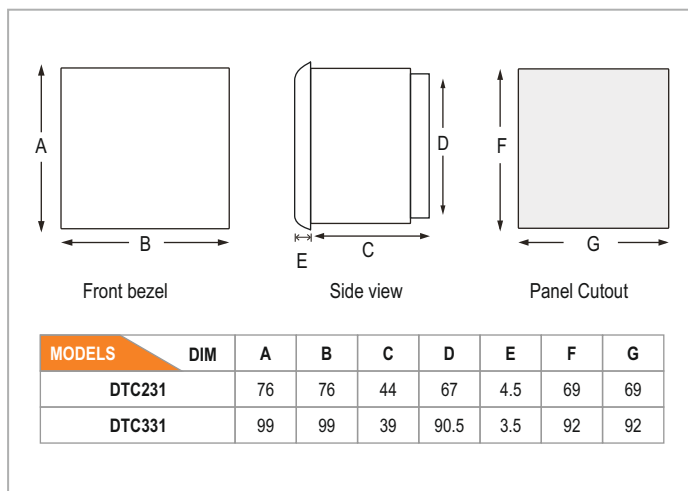 A
B
Front bezel
E
C
D
Side view
F
G
Panel Cutout
MODELS DIM A B C D E F G
DTC231 76 76 44 67 4.5 69 69
DTC331 99 99 39 90.5 3.5 92 92